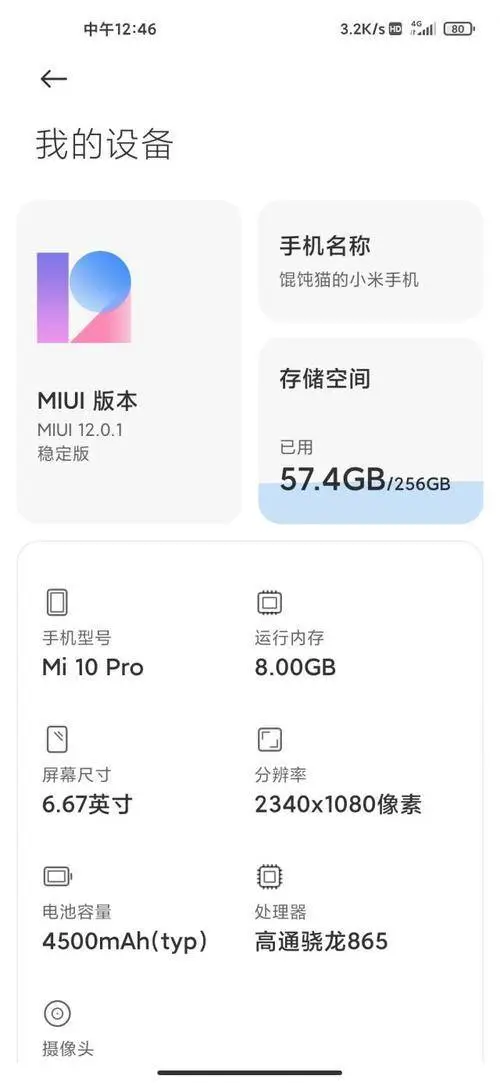 中午12:46
3.2K/s HD 4G 80
我的设备
MIUI 版本
MIUI 12.0.1
稳定版
手机名称
馄饨猫的小米手机
存储空间
已用
57.4GB/256GB
手机型号
Mi 10 Pro
运行内存
8.00GB
屏幕尺寸
6.67英寸
分辨率
2340x1080像素
电池容量
4500mAh(typ)
处理器
高通骁龙865
摄像头